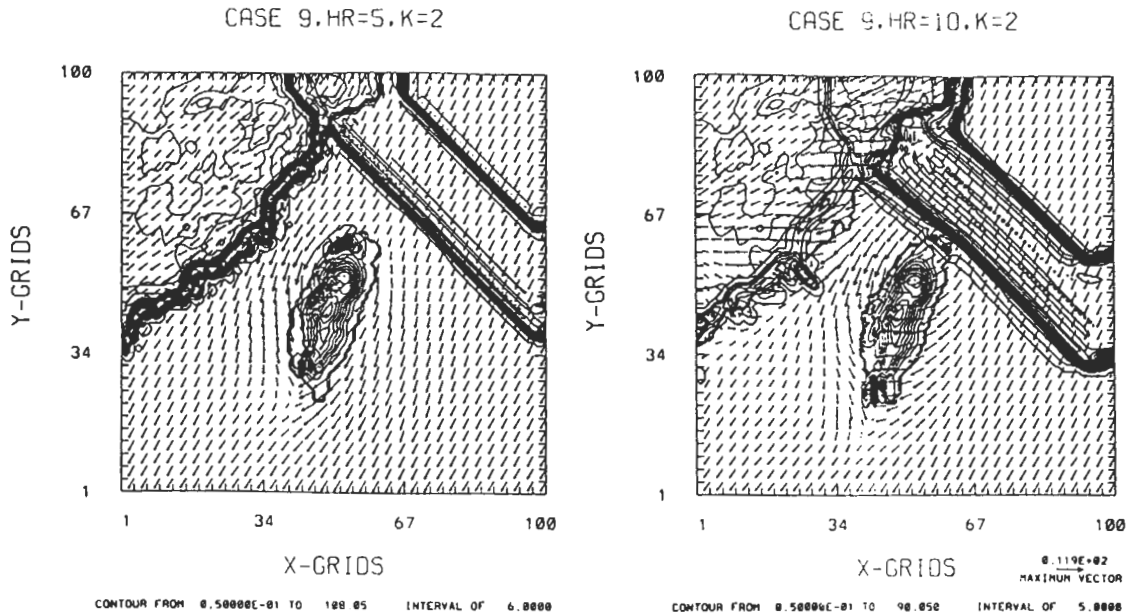 CASE 9,HR=5,K=2
100
67
34
1
Y-GRIDS
1 34 67 100
X-GRIDS
CONTOUR FROM 0.50000E-01 TO 108.05 INTERVAL OF 6.0000
CASE 9,HR=10,K=2
100
67
34
1
Y-GRIDS
1 34 67 100
X-GRIDS
0.119E+02
MAXIMUM VECTOR
CONTOUR FROM 0.50000E-01 TO 90.050 INTERVAL OF 5.0000